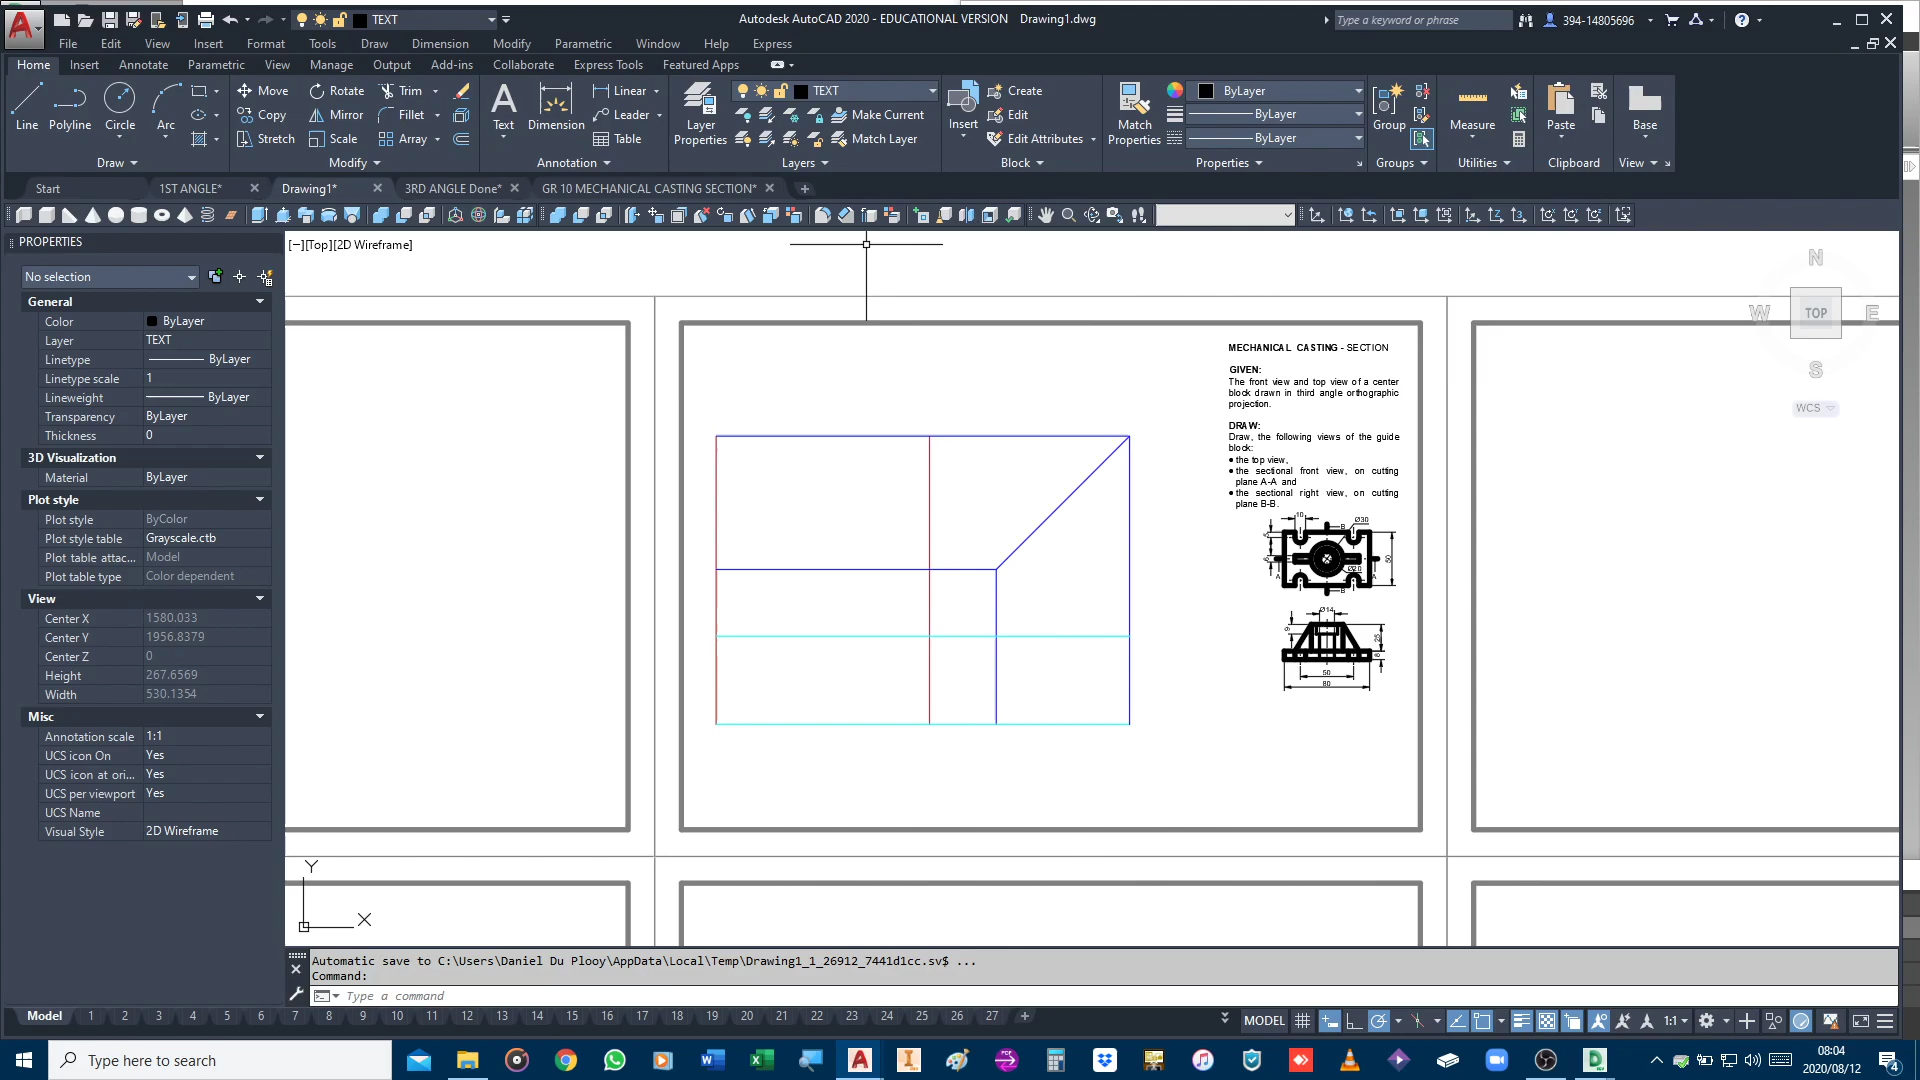 TEXT
Autodesk AutoCAD 2020 - EDUCATIONAL VERSION Drawing1.dwg
Type a keyword or phrase
394-14805696
File Edit View Insert Format Tools Draw Dimension Modify Parametric Window Help Express
Home Insert Annotate Parametric View Manage Output Add-ins Collaborate Express Tools Featured Apps
Line Polyline Circle Arc
Move Rotate Trim
Copy Mirror Fillet
Stretch Scale Array
Text Dimension
Linear
Leader
Table
Layer Properties
TEXT
Make Current
Match Layer
Insert
Create
Edit
Edit Attributes
Match Properties
ByLayer
ByLayer
ByLayer
Group
Measure
Paste
Base
Draw Modify Annotation Layers Block Properties Groups Utilities Clipboard View
Start 1ST ANGLE* Drawing1* 3RD ANGLE Done* GR 10 MECHANICAL CASTING SECTION*
PROPERTIES
[−][Top][2D Wireframe]
No selection
General
Color ByLayer
Layer TEXT
Linetype ByLayer
Linetype scale 1
Lineweight ByLayer
Transparency ByLayer
Thickness 0
3D Visualization
Material ByLayer
Plot style
Plot style ByColor
Plot style table Grayscale.ctb
Plot table attac... Model
Plot table type Color dependent
View
Center X 1580.033
Center Y 1956.8379
Center Z 0
Height 267.6569
Width 530.1354
Misc
Annotation scale 1:1
UCS icon On Yes
UCS icon at ori... Yes
UCS per viewport Yes
UCS Name
Visual Style 2D Wireframe
N
W TOP E
S
WCS
MECHANICAL CASTING - SECTION
GIVEN:
The front view and top view of a center
block drawn in third angle orthographic
projection.
DRAW:
Draw, the following views of the guide
block:
• the top view,
• the sectional front view, on cutting
plane A-A and
• the sectional right view, on cutting
plane B-B.
10 B Ø30
50
Ø20
A A
B
Ø14
9
25
8
50
80
Y
X
Automatic save to C:\Users\Daniel Du Plooy\AppData\Local\Temp\Drawing1_1_26912_7441d1cc.sv$ ...
Command:
Type a command
Model 1 2 3 4 5 6 7 8 9 10 11 12 13 14 15 16 17 18 19 20 21 22 23 24 25 26 27
MODEL 1:1
Type here to search
08:04
2020/08/12
4